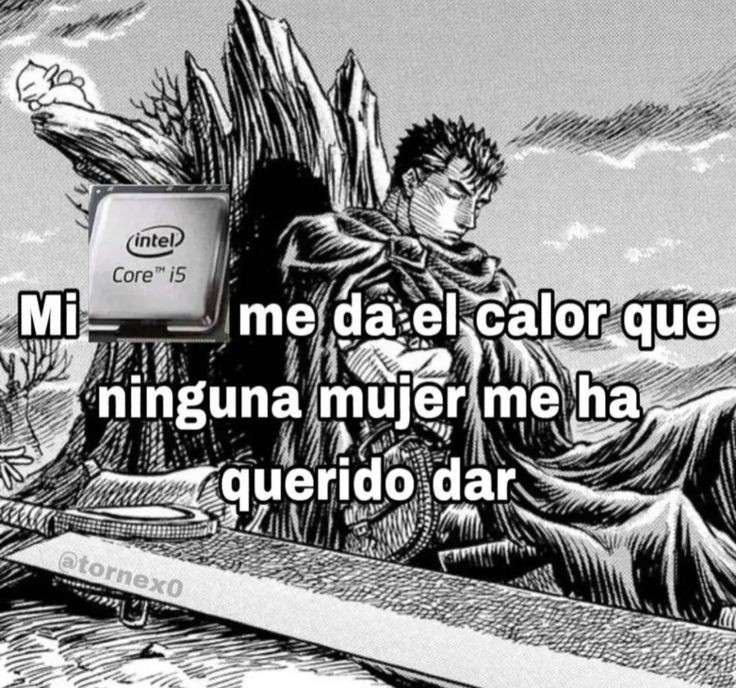 intel
Core™ i5
Mi me da el calor que
ninguna mujer me ha
querido dar
@tornex0